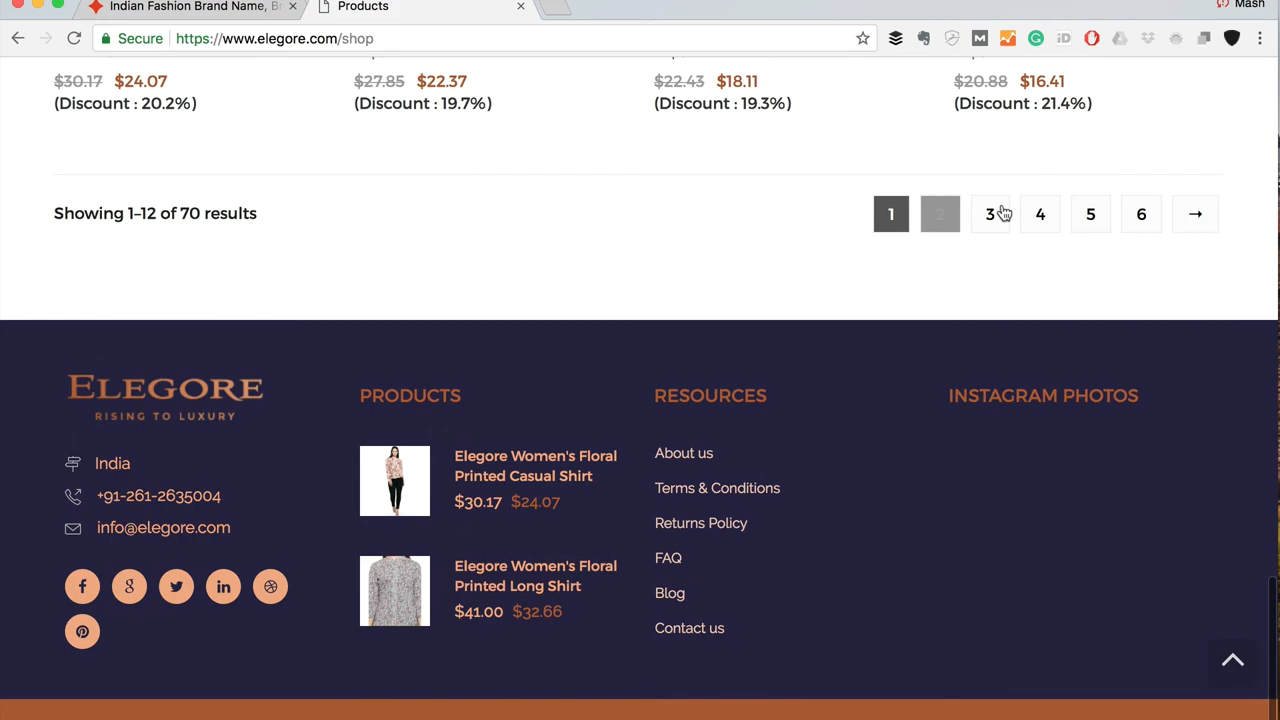 Indian Fashion Brand Name, Br
Products
Mash
Secure https://www.elegore.com/shop
$30.17 $24.07
(Discount : 20.2%)
$27.85 $22.37
(Discount : 19.7%)
$22.43 $18.11
(Discount : 19.3%)
$20.88 $16.41
(Discount : 21.4%)
Showing 1–12 of 70 results
1 2 3 4 5 6 →
ELEGORE
RISING TO LUXURY
India
+91-261-2635004
info@elegore.com
PRODUCTS
Elegore Women's Floral
Printed Casual Shirt
$30.17 $24.07
Elegore Women's Floral
Printed Long Shirt
$41.00 $32.66
RESOURCES
About us
Terms & Conditions
Returns Policy
FAQ
Blog
Contact us
INSTAGRAM PHOTOS